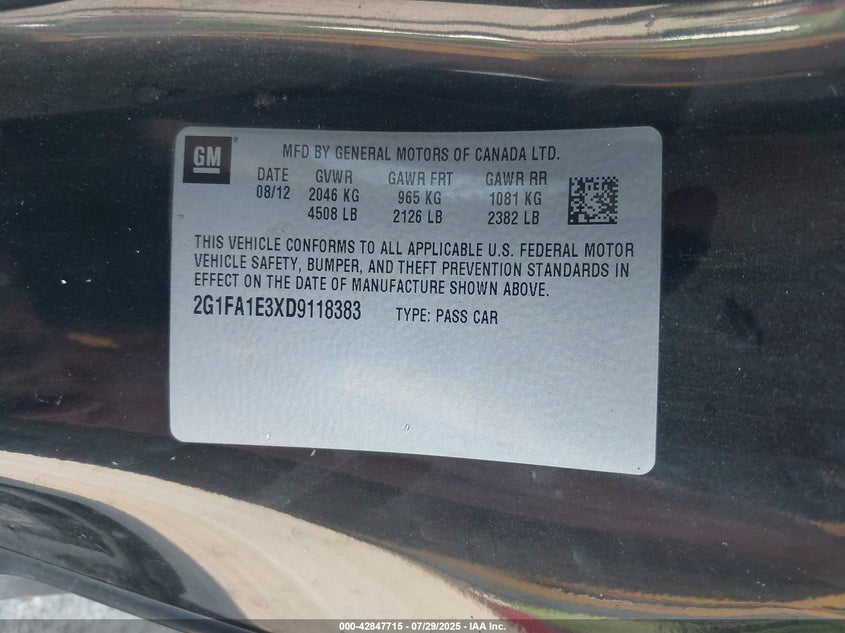 GM
MFD BY GENERAL MOTORS OF CANADA LTD.
DATE GVWR GAWR FRT GAWR RR
08/12 2046 KG 965 KG 1081 KG
4508 LB 2126 LB 2382 LB
THIS VEHICLE CONFORMS TO ALL APPLICABLE U.S. FEDERAL MOTOR
VEHICLE SAFETY, BUMPER, AND THEFT PREVENTION STANDARDS IN
EFFECT ON THE DATE OF MANUFACTURE SHOWN ABOVE.
2G1FA1E3XD9118383 TYPE: PASS CAR
000-42847715 - 07/29/2025 - IAA Inc.